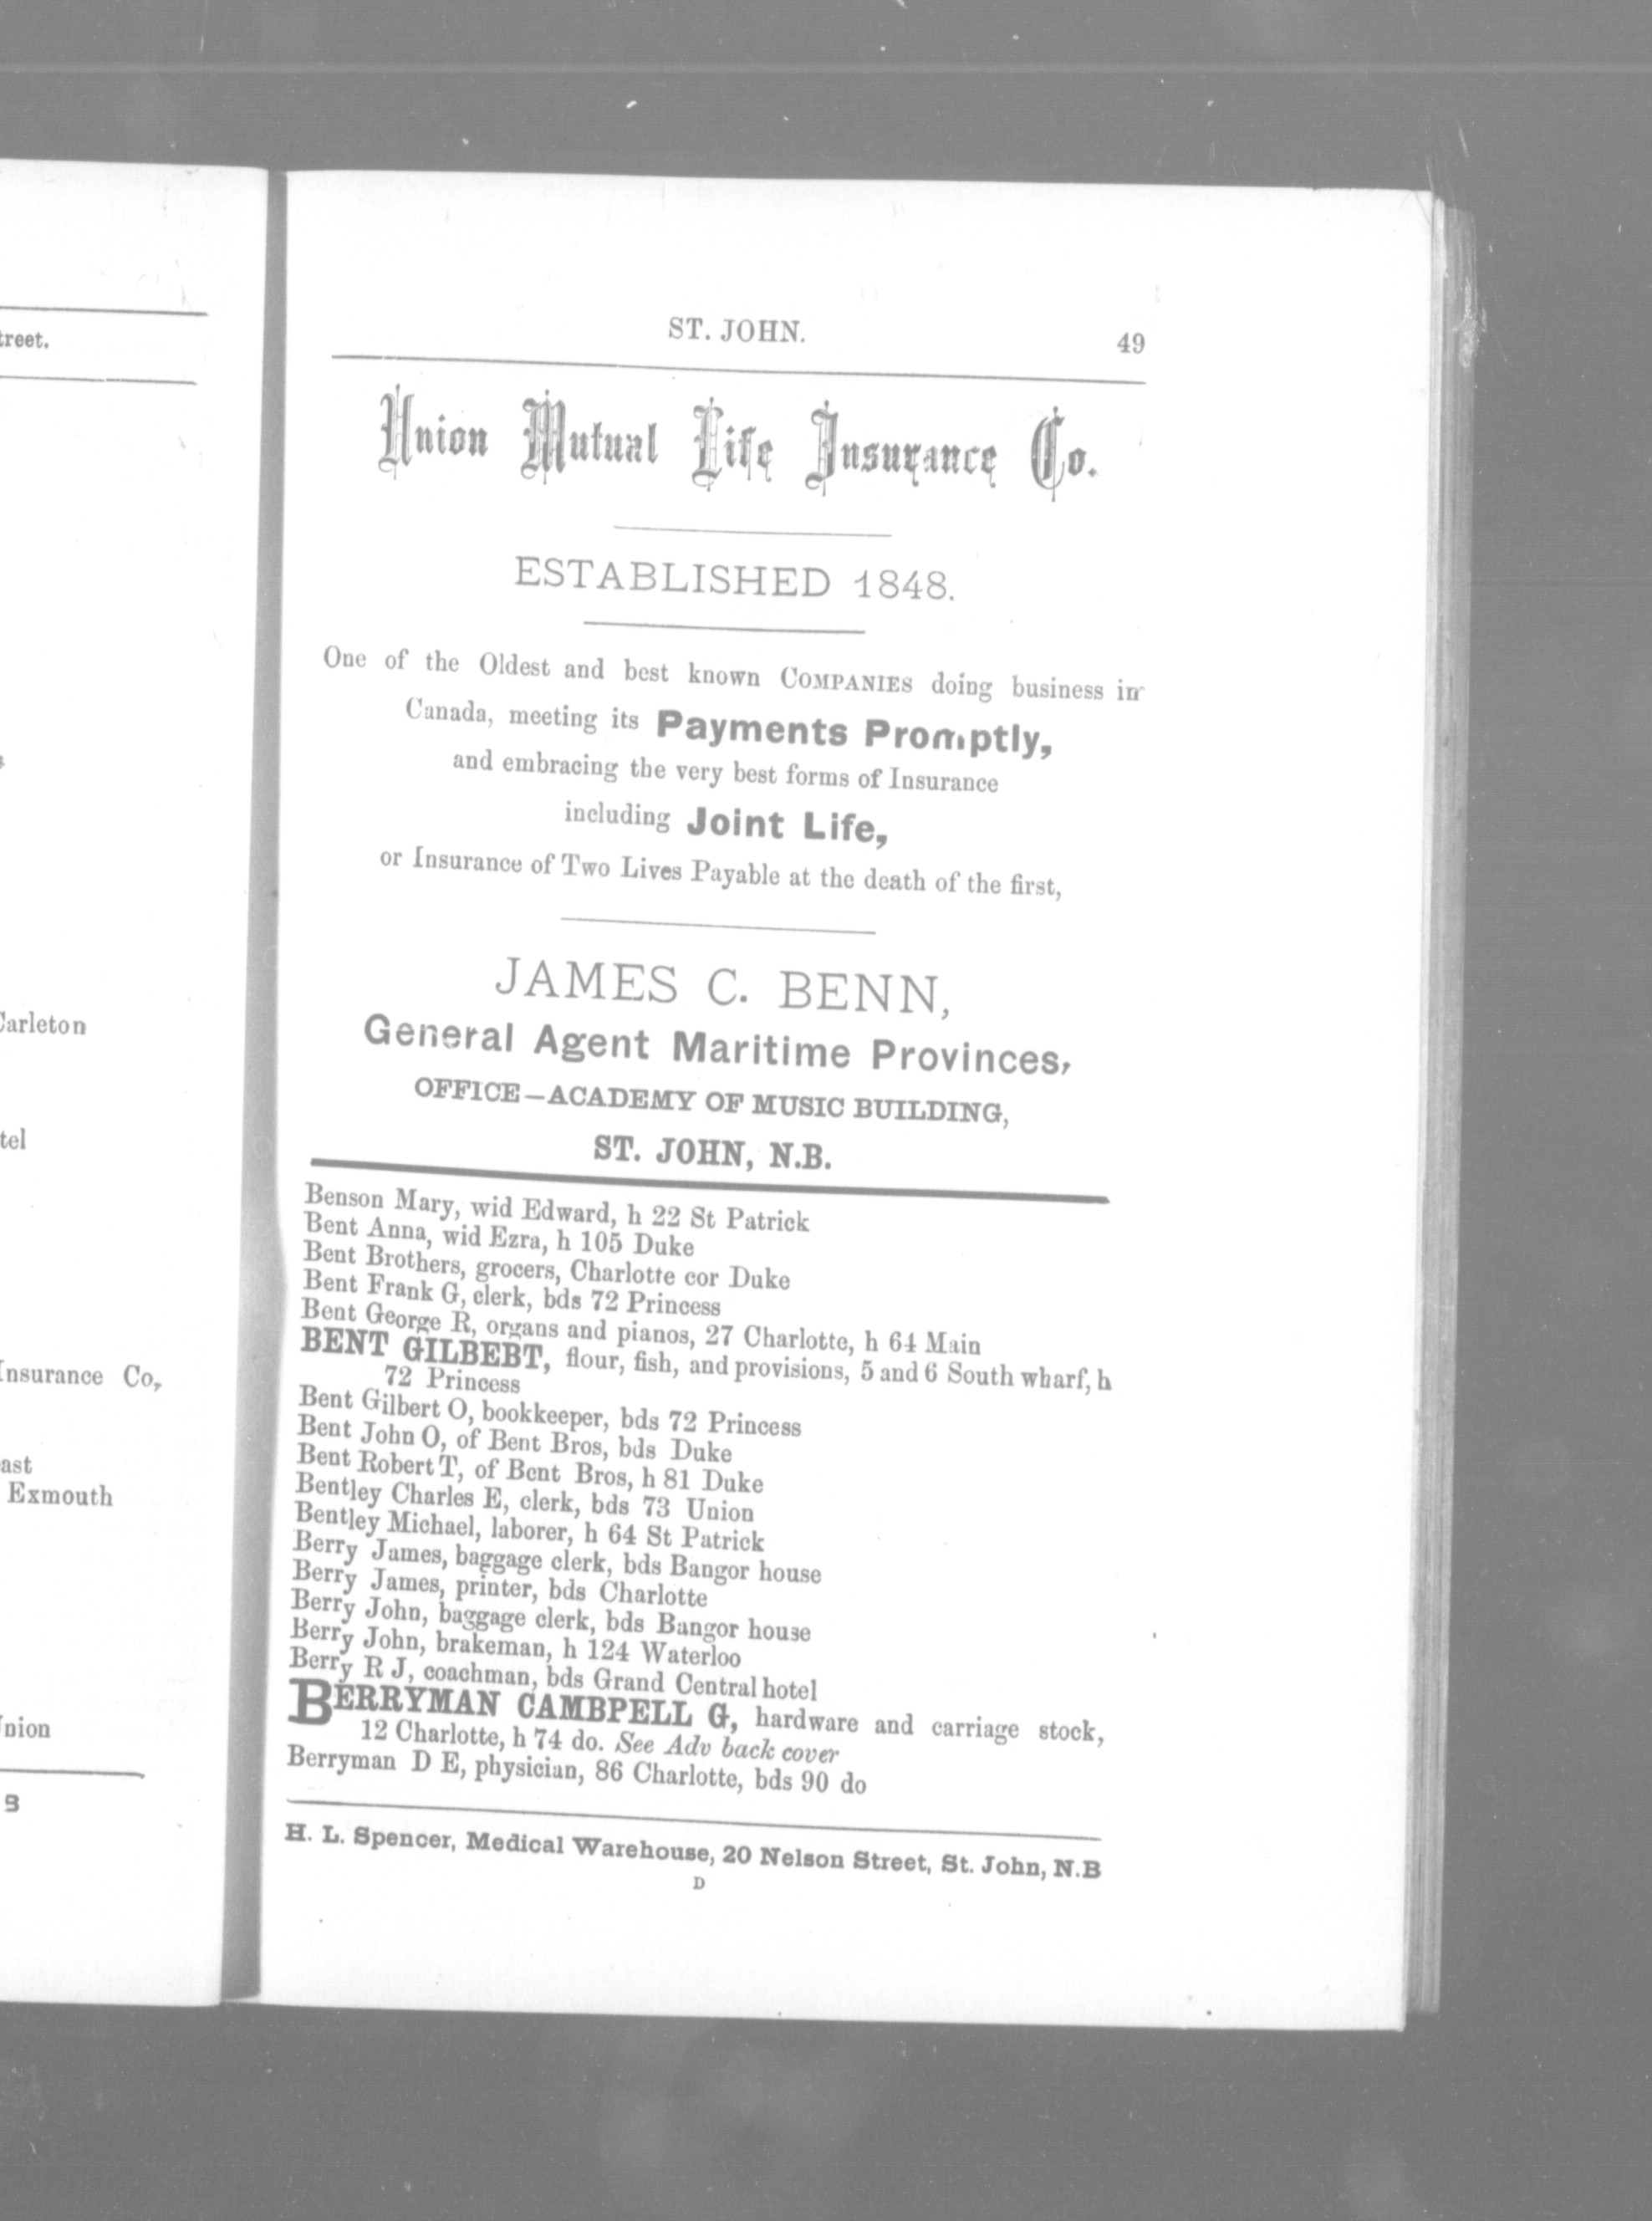 treet.
Carleton
tel
Insurance Co,
ast
Exmouth
Union
ST. JOHN. 49
Union Mutual Life Insurance Co.
ESTABLISHED 1848.
One of the Oldest and best known COMPANIES doing business in
Canada, meeting its Payments Promptly,
and embracing the very best forms of Insurance
including Joint Life,
or Insurance of Two Lives Payable at the death of the first,
JAMES C. BENN,
General Agent Maritime Provinces,
OFFICE—ACADEMY OF MUSIC BUILDING,
ST. JOHN, N.B.
Benson Mary, wid Edward, h 22 St Patrick
Bent Anna, wid Ezra, h 105 Duke
Bent Brothers, grocers, Charlotte cor Duke
Bent Frank G, clerk, bds 72 Princess
Bent George R, organs and pianos, 27 Charlotte, h 64 Main
BENT GILBEBT, flour, fish, and provisions, 5 and 6 South wharf, h
72 Princess
Bent Gilbert O, bookkeeper, bds 72 Princess
Bent John O, of Bent Bros, bds Duke
Bent Robert T, of Bent Bros, h 81 Duke
Bentley Charles E, clerk, bds 73 Union
Bentley Michael, laborer, h 64 St Patrick
Berry James, baggage clerk, bds Bangor house
Berry James, printer, bds Charlotte
Berry John, baggage clerk, bds Bangor house
Berry John, brakeman, h 124 Waterloo
Berry R J, coachman, bds Grand Central hotel
BERRYMAN CAMBPELL G, hardware and carriage stock,
12 Charlotte, h 74 do. See Adv back cover
Berryman D E, physician, 86 Charlotte, bds 90 do
H. L. Spencer, Medical Warehouse, 20 Nelson Street, St. John, N.B
D